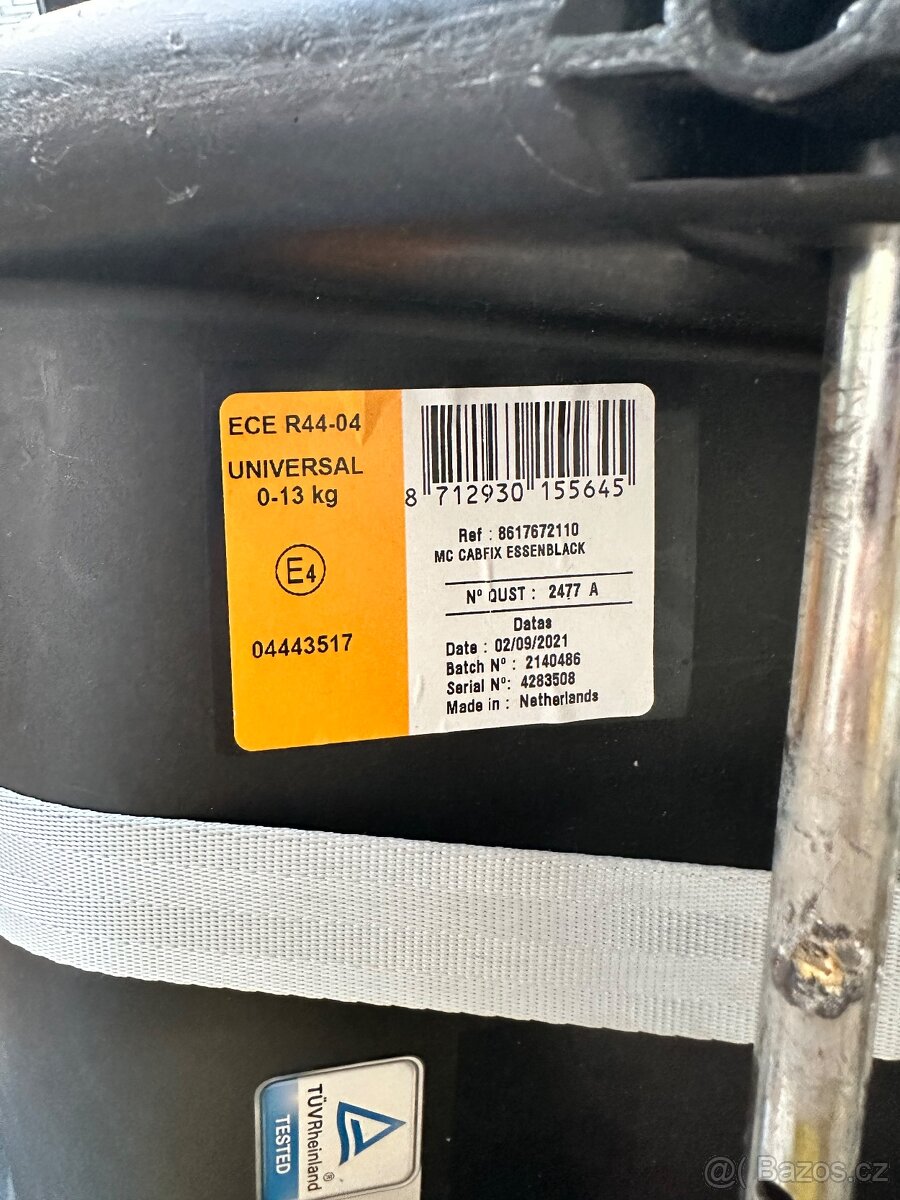 ECE R44-04
UNIVERSAL
0-13 kg
E4
04443517
8 712930 155645
Ref : 8617672110
MC CABFIX ESSENBLACK
Nº QUST : 2477 A
Datas
Date : 02/09/2021
Batch Nº : 2140486
Serial Nº: 4283508
Made in : Netherlands
TÜVRheinland®
TESTED
@( Bazos.cz